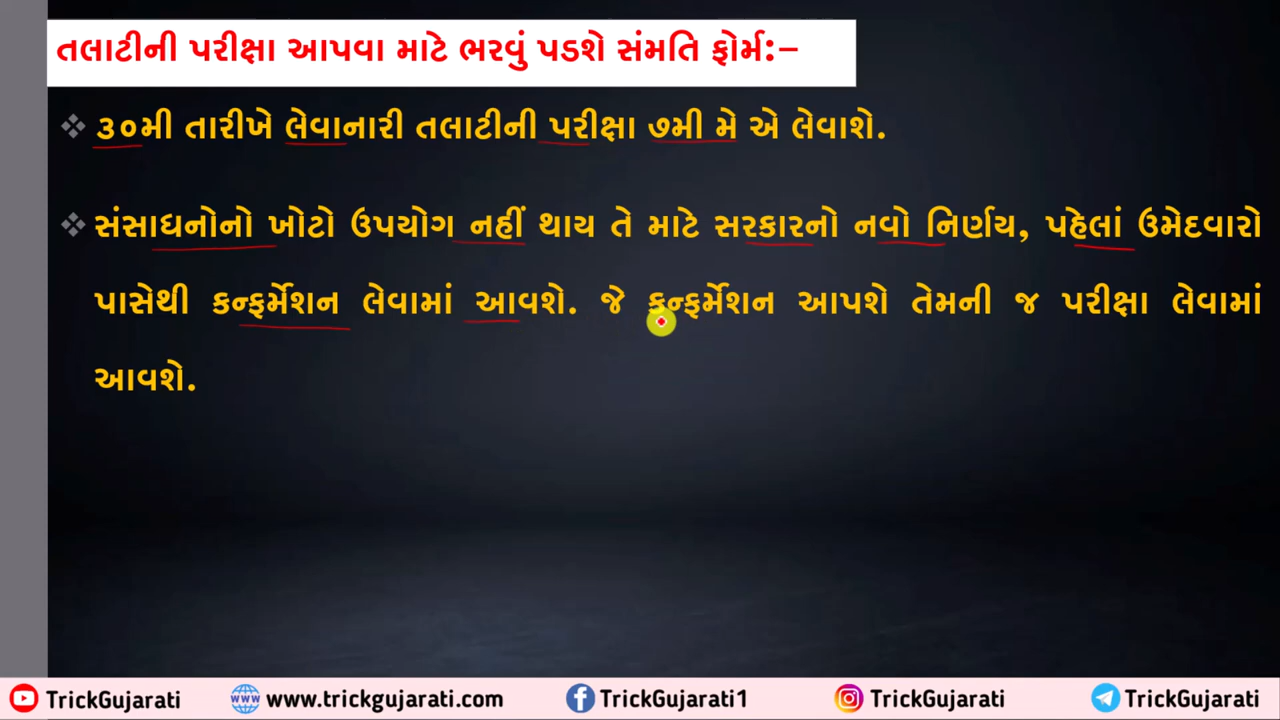 તલાટીની પરીક્ષા આપવા માટે ભરવું પડશે સંમતિ ફોર્મ:–
૩૦મી તારીખે લેવાનારી તલાટીની પરીક્ષા ૭મી મે એ લેવાશે.
સંસાધનોનો ખોટો ઉપયોગ નહીં થાય તે માટે સરકારનો નવો નિર્ણય, પહેલાં ઉમેદવારો
પાસેથી કન્ફર્મેશન લેવામાં આવશે. જે કન્ફર્મેશન આપશે તેમની જ પરીક્ષા લેવામાં
આવશે.
TrickGujarati www.trickgujarati.com TrickGujarati1 TrickGujarati TrickGujarati